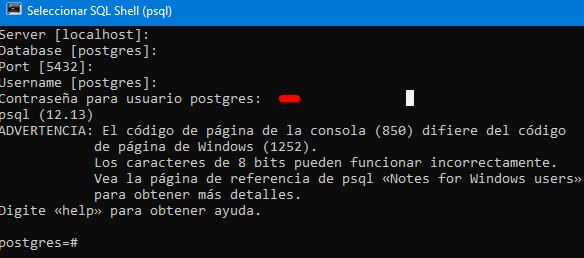 Seleccionar SQL Shell (psql)
Server [localhost]:
Database [postgres]:
Port [5432]:
Username [postgres]:
Contraseña para usuario postgres:
psql (12.13)
ADVERTENCIA: El código de página de la consola (850) difiere del código
de página de Windows (1252).
Los caracteres de 8 bits pueden funcionar incorrectamente.
Vea la página de referencia de psql «Notes for Windows users»
para obtener más detalles.
Digite «help» para obtener ayuda.
postgres=#